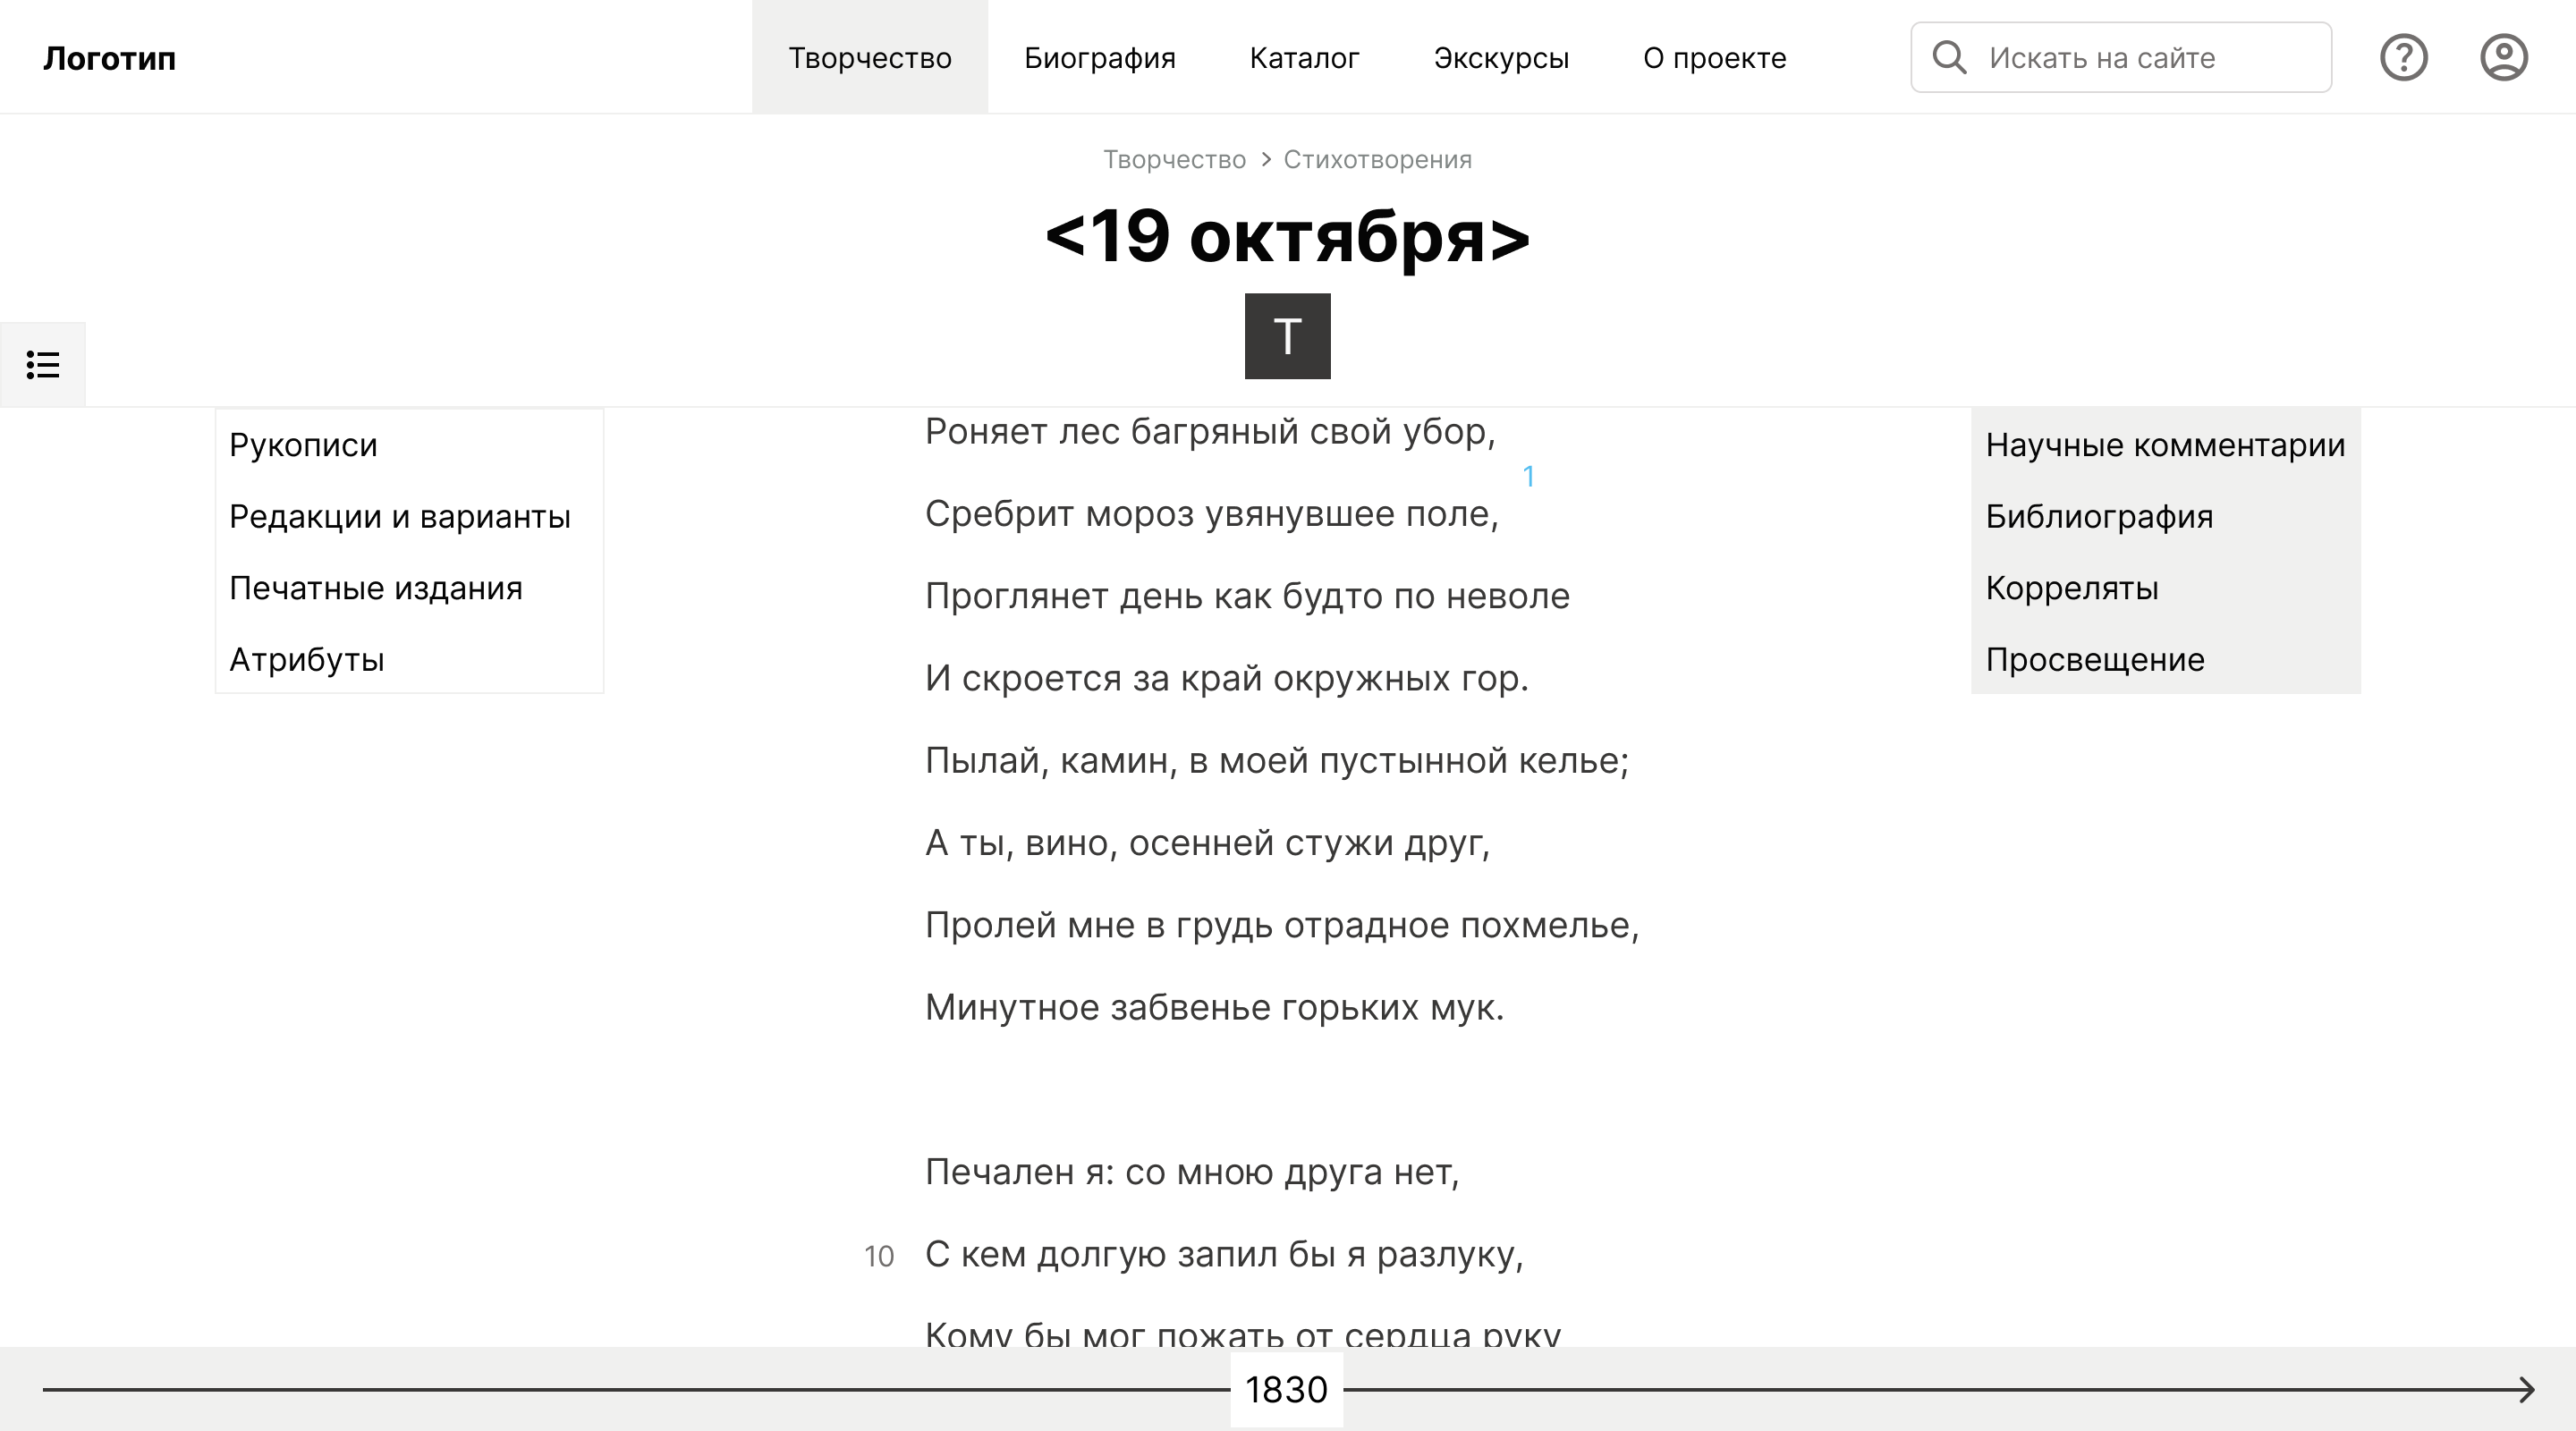 Логотип
Творчество
Биография
Каталог
Экскурсы
О проекте
Искать на сайте
Творчество > Стихотворения
<19 октября>
Т
Рукописи
Редакции и варианты
Печатные издания
Атрибуты
Роняет лес багряный свой убор,
1
Сребрит мороз увянувшее поле,
Проглянет день как будто по неволе
И скроется за край окружных гор.
Пылай, камин, в моей пустынной келье;
А ты, вино, осенней стужи друг,
Пролей мне в грудь отрадное похмелье,
Минутное забвенье горьких мук.
Печален я: со мною друга нет,
10 С кем долгую запил бы я разлуку,
Кому бы мог пожать от сердца руку
Научные комментарии
Библиография
Корреляты
Просвещение
1830